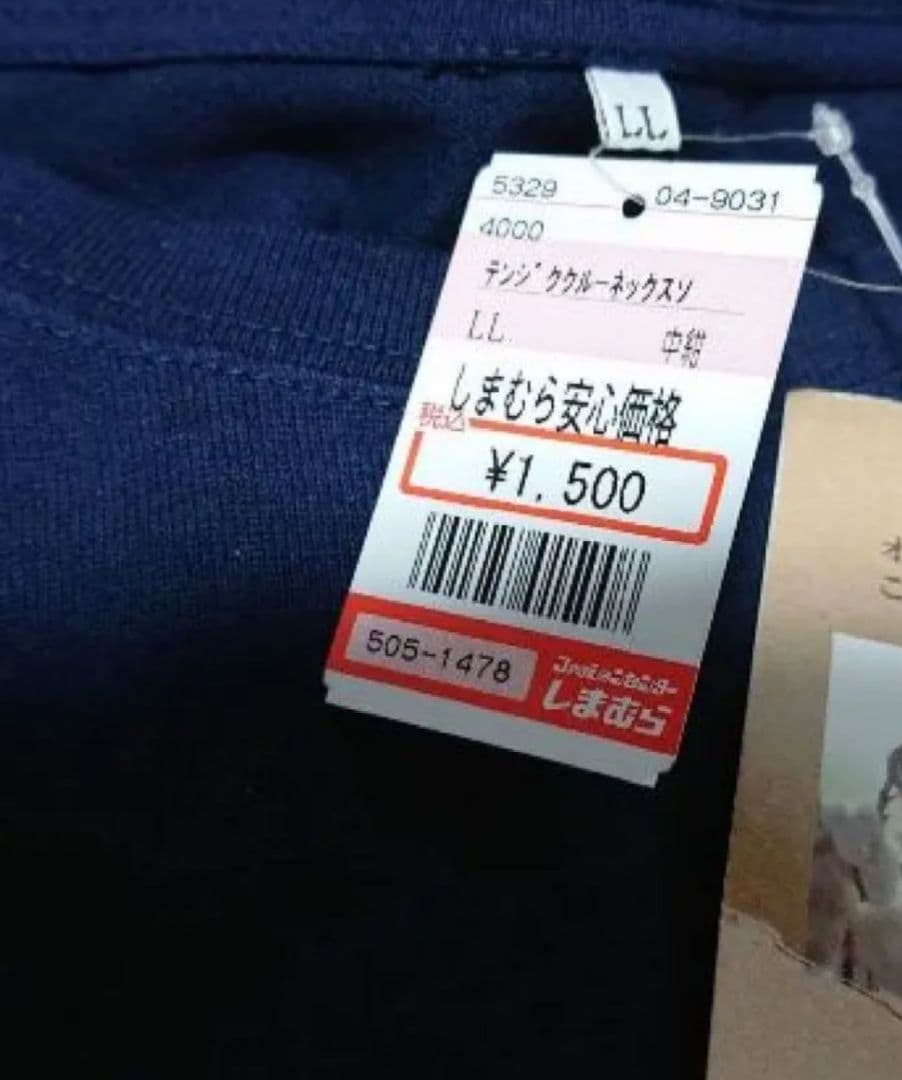 LL
5329
04-9031
4000
テンジククルーネックスソ
LL 中紺
しまむら安心価格
税込
¥1.500
505-1478
ファッションセンター
しまむら